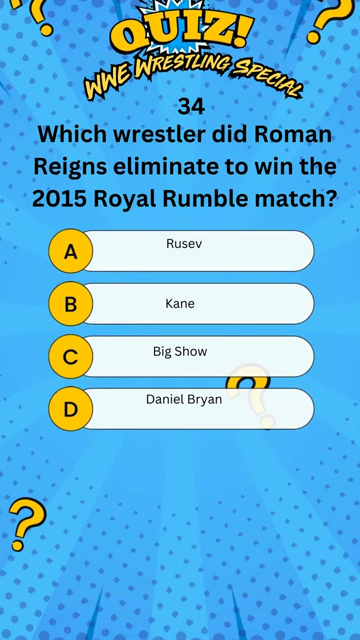 QUIZ!
WWE WRESTLING SPECIAL
34
Which wrestler did Roman
Reigns eliminate to win the
2015 Royal Rumble match?
A Rusev
B Kane
C Big Show
D Daniel Bryan